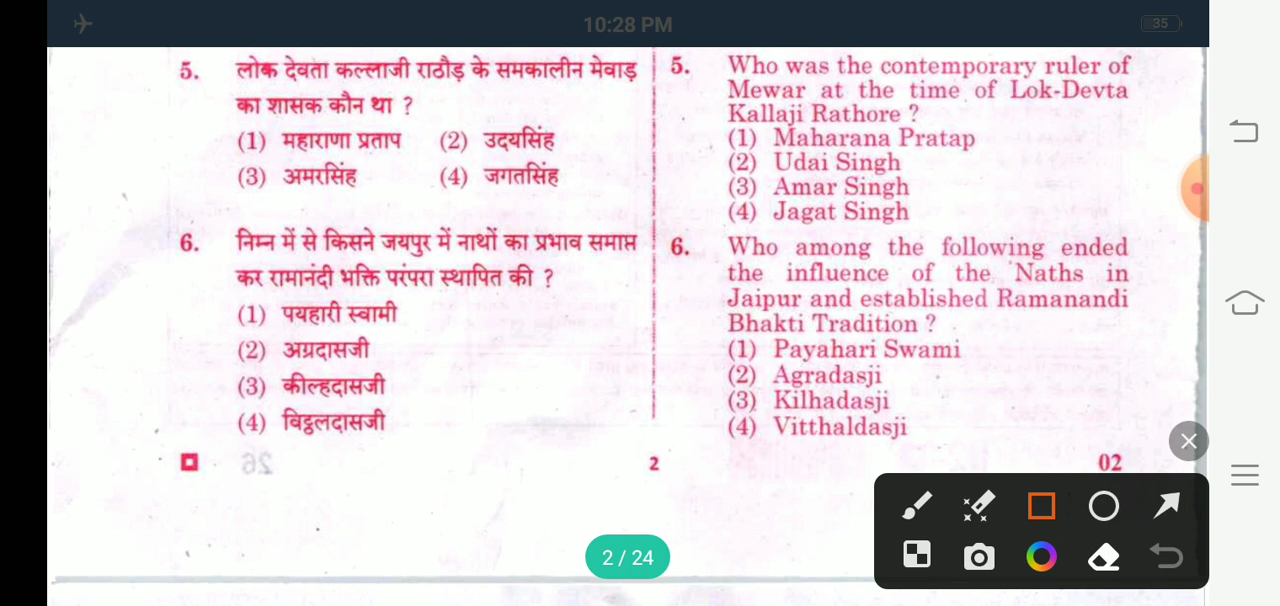 10:28 PM
35
5. लोक देवता कल्लाजी राठौड़ के समकालीन मेवाड़
का शासक कौन था ?
(1) महाराणा प्रताप (2) उदयसिंह
(3) अमरसिंह (4) जगतसिंह
6. निम्न में से किसने जयपुर में नाथों का प्रभाव समाप्त
कर रामानंदी भक्ति परंपरा स्थापित की ?
(1) पयहारी स्वामी
(2) अग्रदासजी
(3) कील्हदासजी
(4) विट्ठलदासजी
5. Who was the contemporary ruler of
Mewar at the time of Lok-Devta
Kallaji Rathore ?
(1) Maharana Pratap
(2) Udai Singh
(3) Amar Singh
(4) Jagat Singh
6. Who among the following ended
the influence of the Naths in
Jaipur and established Ramanandi
Bhakti Tradition ?
(1) Payahari Swami
(2) Agradasji
(3) Kilhadasji
(4) Vitthaldasji
26
2
02
2 / 24